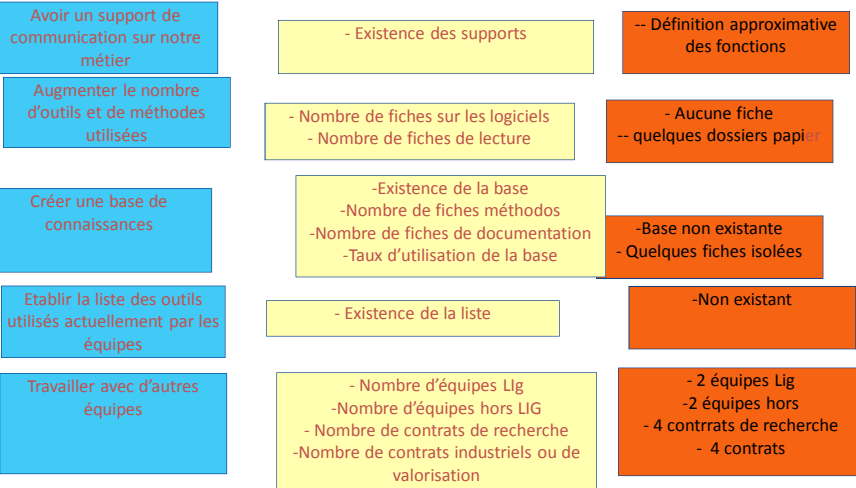 Avoir un support de
communication sur notre
métier
- Existence des supports
-- Définition approximative
des fonctions
Augmenter le nombre
d’outils et de méthodes
utilisées
- Nombre de fiches sur les logiciels
- Nombre de fiches de lecture
- Aucune fiche
-- quelques dossiers papier
Créer une base de
connaissances
-Existence de la base
-Nombre de fiches méthodos
-Nombre de fiches de documentation
-Taux d’utilisation de la base
-Base non existante
- Quelques fiches isolées
Etablir la liste des outils
utilisés actuellement par les
équipes
- Existence de la liste
-Non existant
Travailler avec d’autres
équipes
- Nombre d’équipes LIg
-Nombre d’équipes hors LIG
- Nombre de contrats de recherche
-Nombre de contrats industriels ou de
valorisation
- 2 équipes Lig
-2 équipes hors
- 4 contrrats de recherche
- 4 contrats